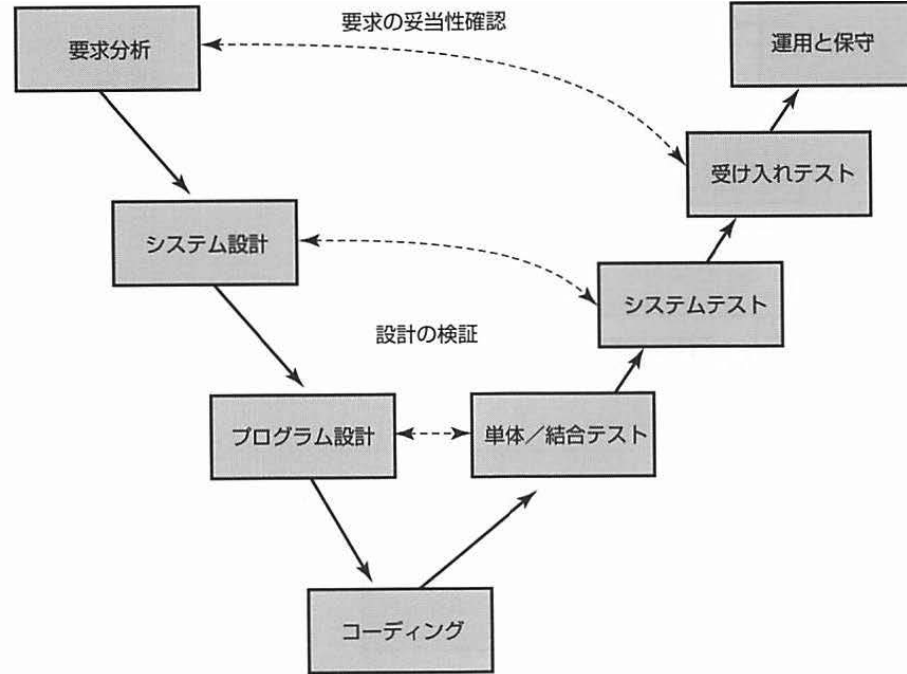 要求の妥当性確認
要求分析
運用と保守
受け入れテスト
システム設計
システムテスト
設計の検証
プログラム設計
単体／結合テスト
コーディング